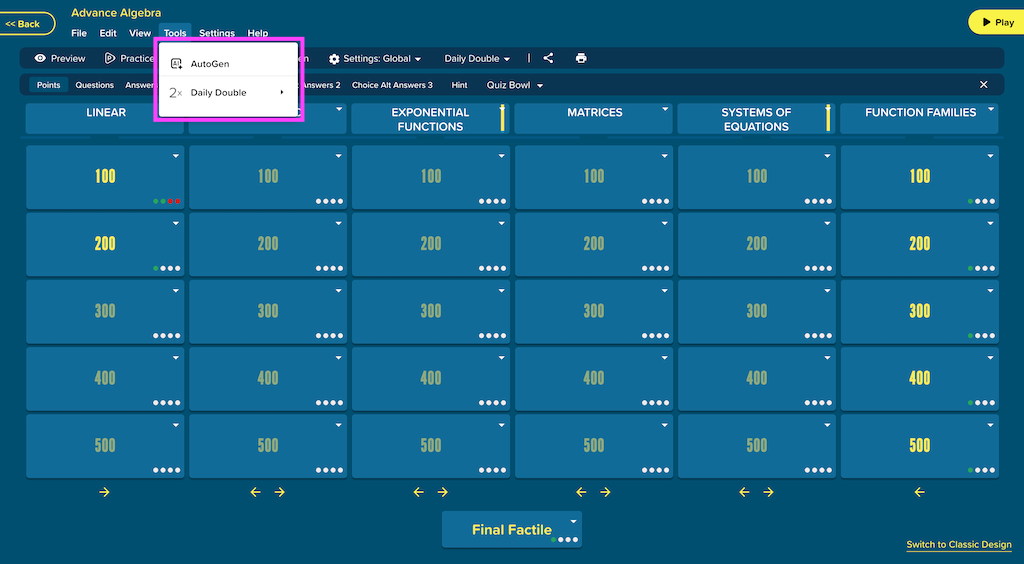 << Back
Advance Algebra
File Edit View Tools Settings Help
Play
Preview Practice Settings: Global Daily Double
AutoGen
2x Daily Double
Points Questions Answers 2 Choice Alt Answers 3 Hint Quiz Bowl
LINEAR
EXPONENTIAL
FUNCTIONS
MATRICES
SYSTEMS OF
EQUATIONS
FUNCTION FAMILIES
100 100 100 100 100 100
200 200 200 200 200 200
300 300 300 300 300 300
400 400 400 400 400 400
500 500 500 500 500 500
Final Factile
Switch to Classic Design